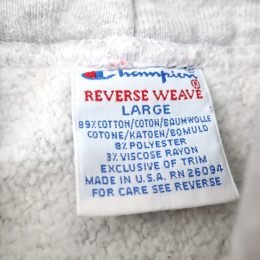 Champion®
REVERSE WEAVE
LARGE
89%COTTON/COTON/BAUMWOLLE
COTONE/KATOEN/BOMULD
8% POLYESTER
3% VISCOSE RAYON
EXCLUSIVE OF TRIM
MADE IN U.S.A. RN 26094
FOR CARE SEE REVERSE